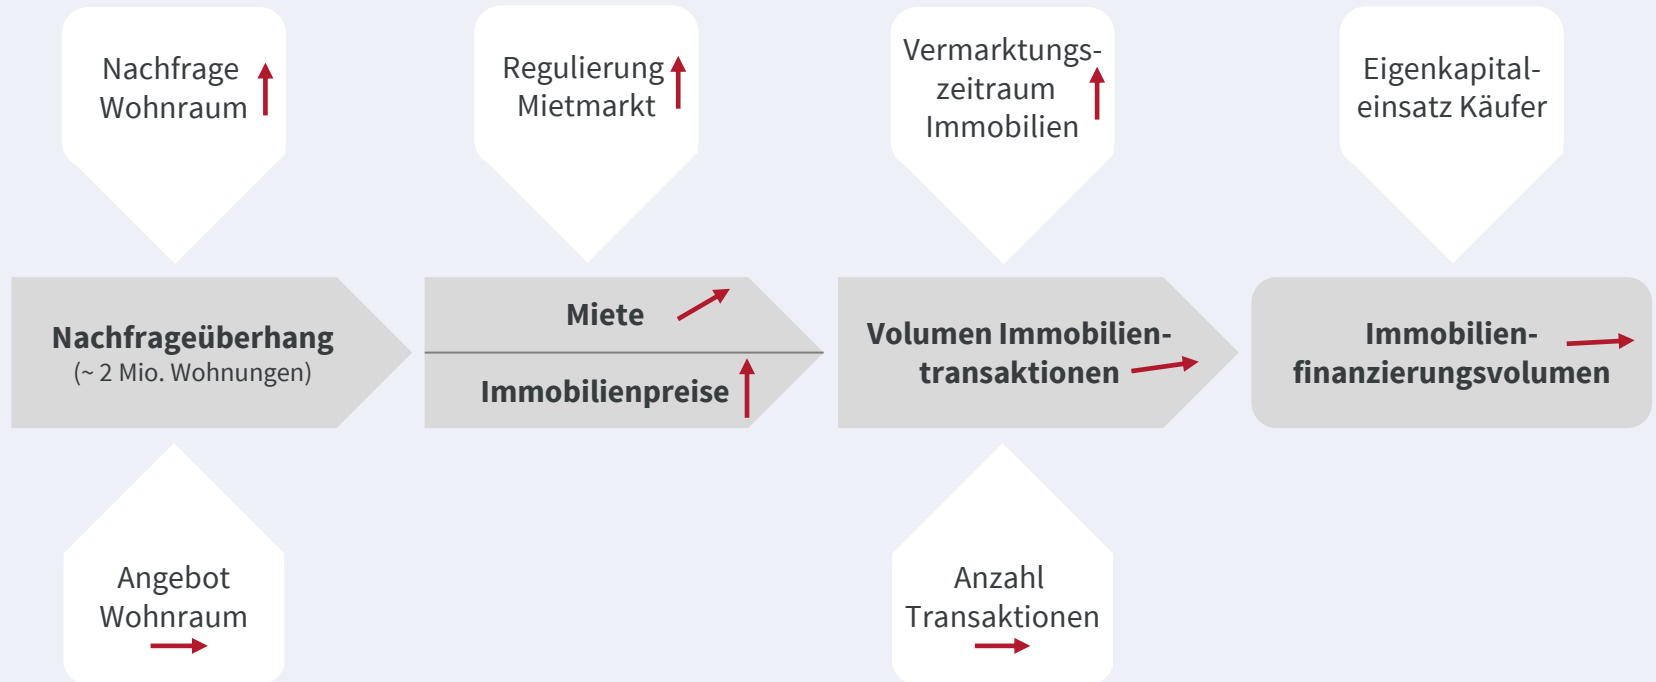 Nachfrage
Wohnraum
Regulierung
Mietmarkt
Vermarktungs-
zeitraum
Immobilien
Eigenkapital-
einsatz Käufer
Nachfrageüberhang
(~ 2 Mio. Wohnungen)
Miete
Immobilienpreise
Volumen Immobilien-
transaktionen
Immobilien-
finanzierungsvolumen
Angebot
Wohnraum
Anzahl
Transaktionen